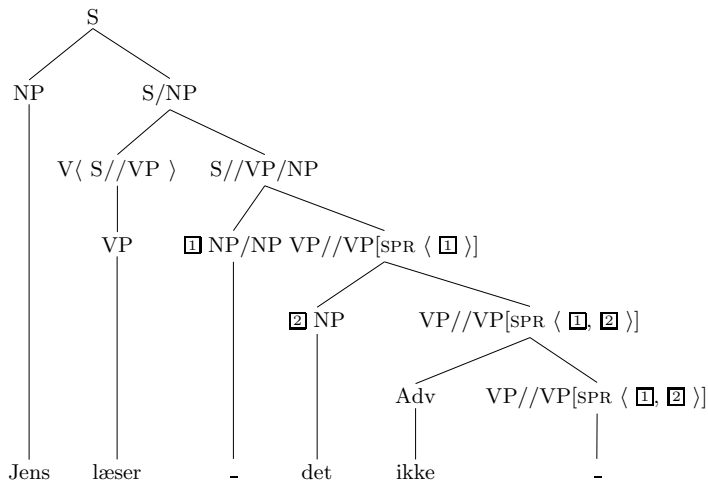 S
NP S/NP
V⟨ S//VP ⟩ S//VP/NP
VP 1 NP/NP VP//VP[SPR ⟨ 1 ⟩]
2 NP VP//VP[SPR ⟨ 1, 2 ⟩]
Adv VP//VP[SPR ⟨ 1, 2 ⟩]
Jens læser – det ikke –